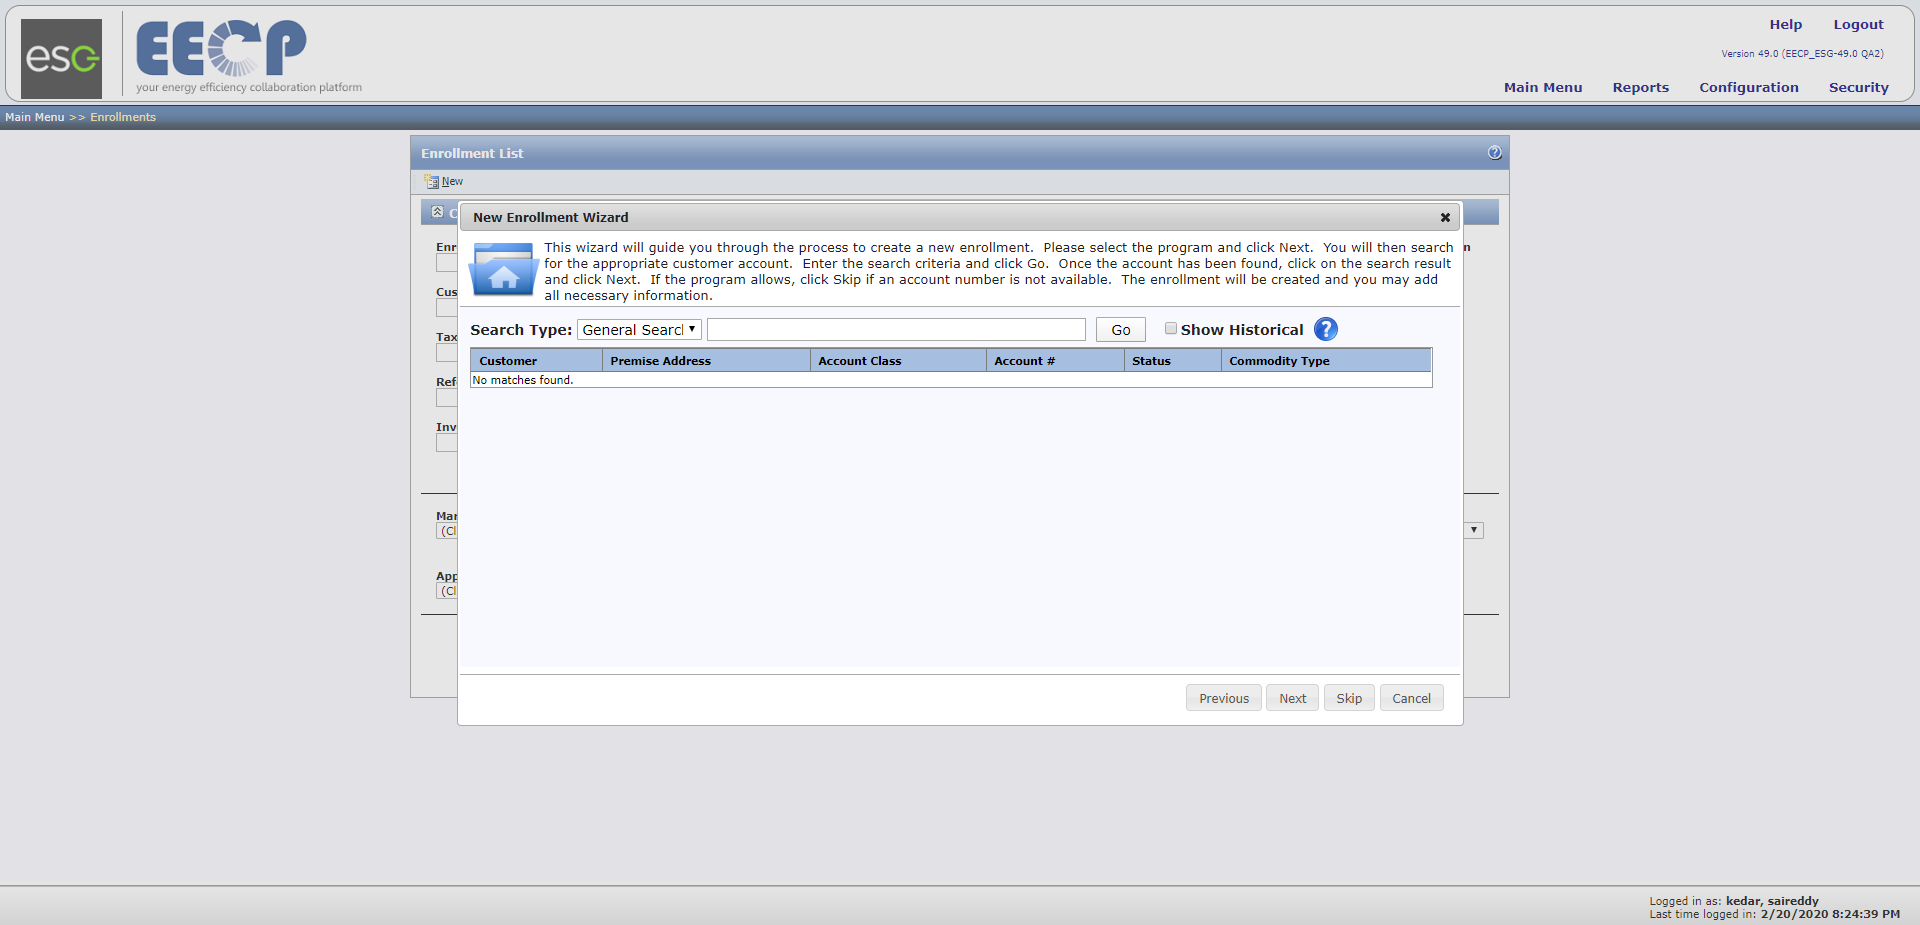 esc
EECP
your energy efficiency collaboration platform
Help Logout
Version 49.0 (EECP_ESG-49.0 QA2)
Main Menu Reports Configuration Security
Main Menu >> Enrollments
Enrollment List
New
New Enrollment Wizard
This wizard will guide you through the process to create a new enrollment. Please select the program and click Next. You will then search
for the appropriate customer account. Enter the search criteria and click Go. Once the account has been found, click on the search result
and click Next. If the program allows, click Skip if an account number is not available. The enrollment will be created and you may add
all necessary information.
Enr
Cus
Tax
Ref
Inv
Mar
(Cl
App
(Cl
Search Type: General Search Go Show Historical
Customer Premise Address Account Class Account # Status Commodity Type
No matches found.
Previous Next Skip Cancel
Logged in as: kedar, saireddy
Last time logged in: 2/20/2020 8:24:39 PM